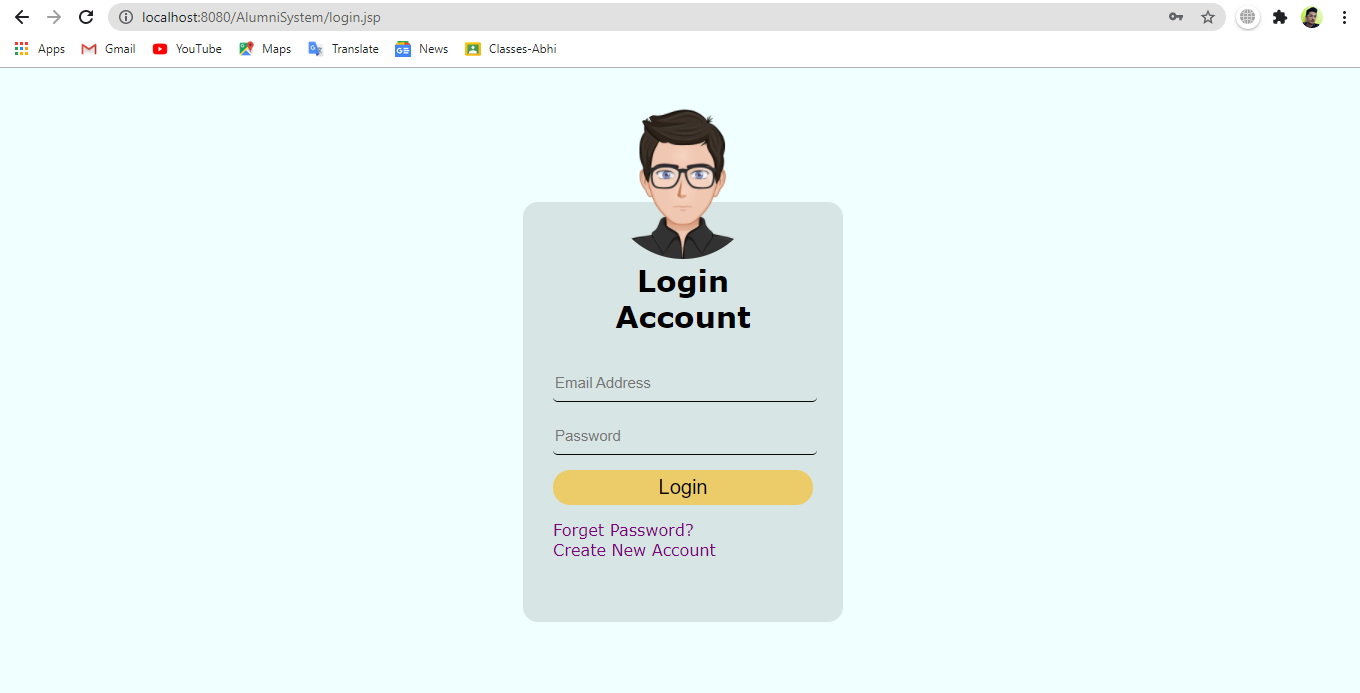 localhost:8080/AlumniSystem/login.jsp
Apps Gmail YouTube Maps Translate News Classes-Abhi
Login
Account
Email Address
Password
Login
Forget Password?
Create New Account